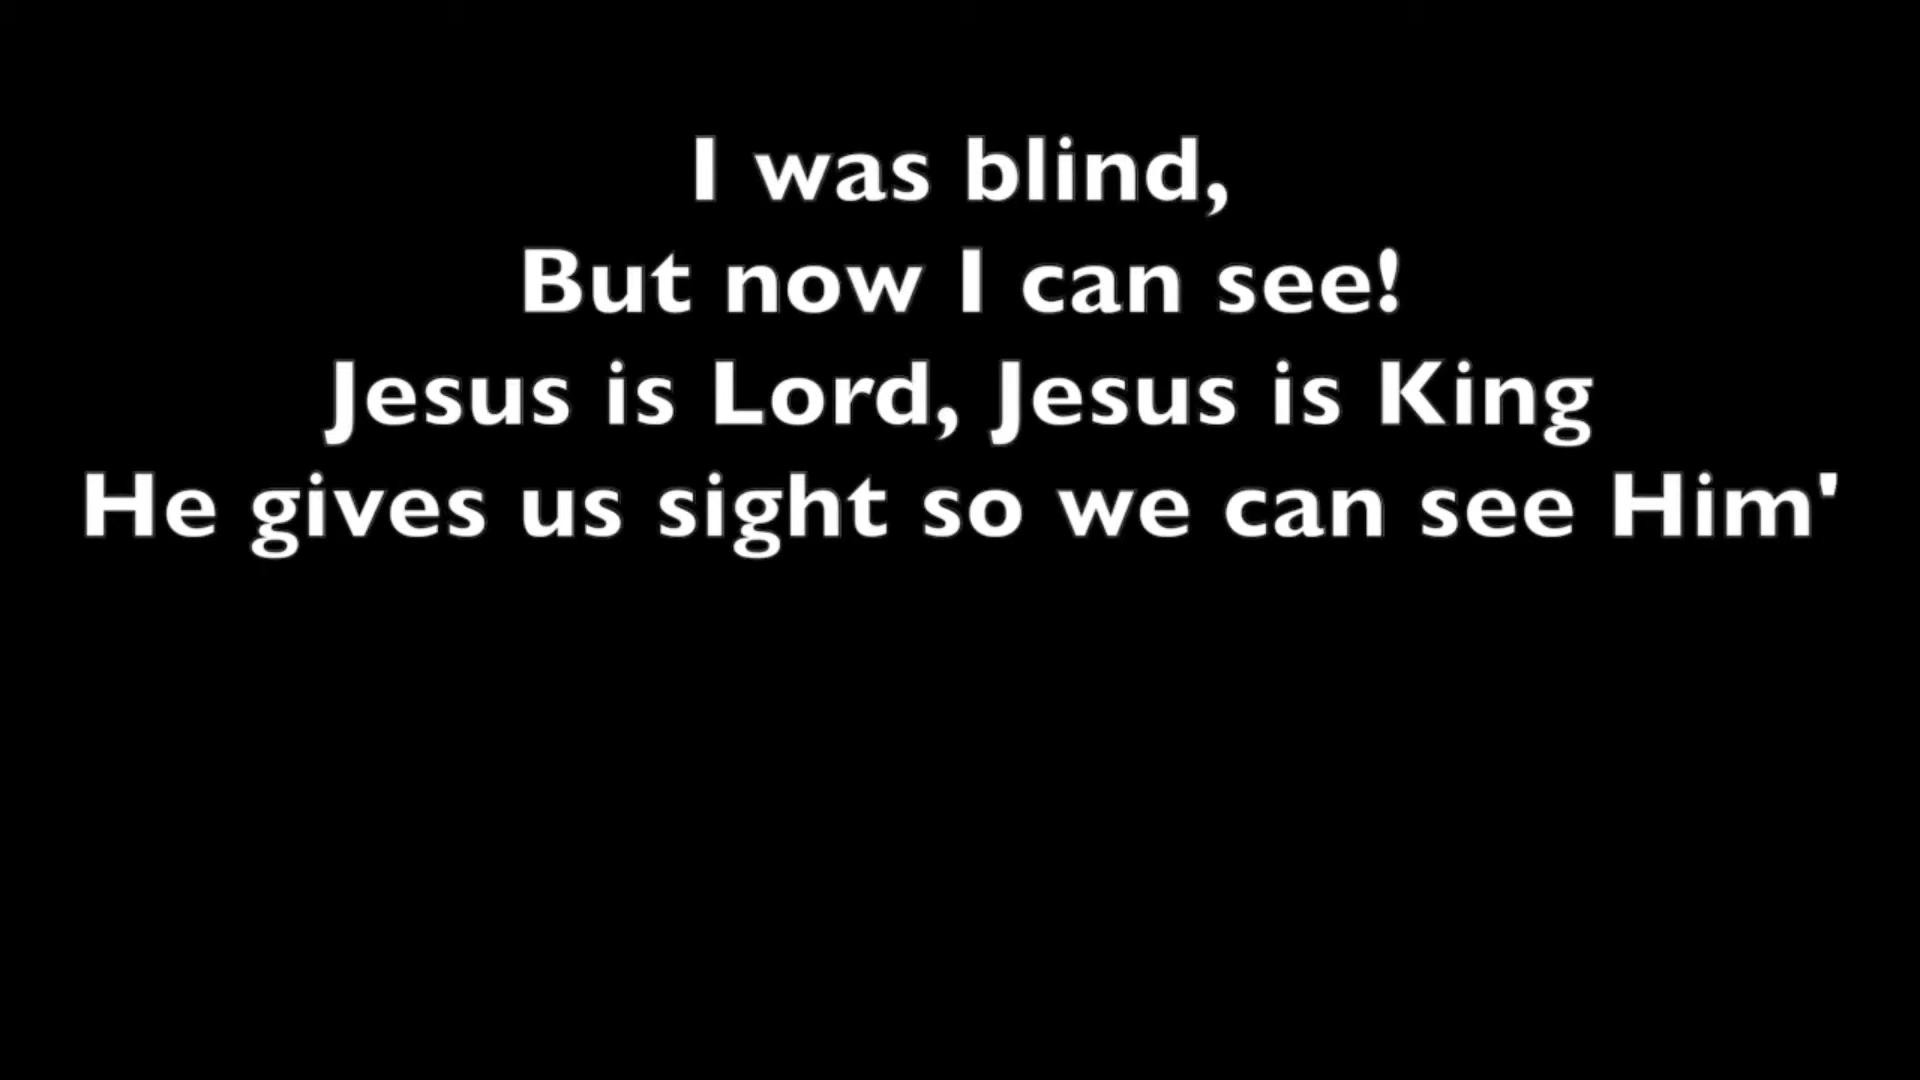 I was blind,
But now I can see!
Jesus is Lord, Jesus is King
He gives us sight so we can see Him'